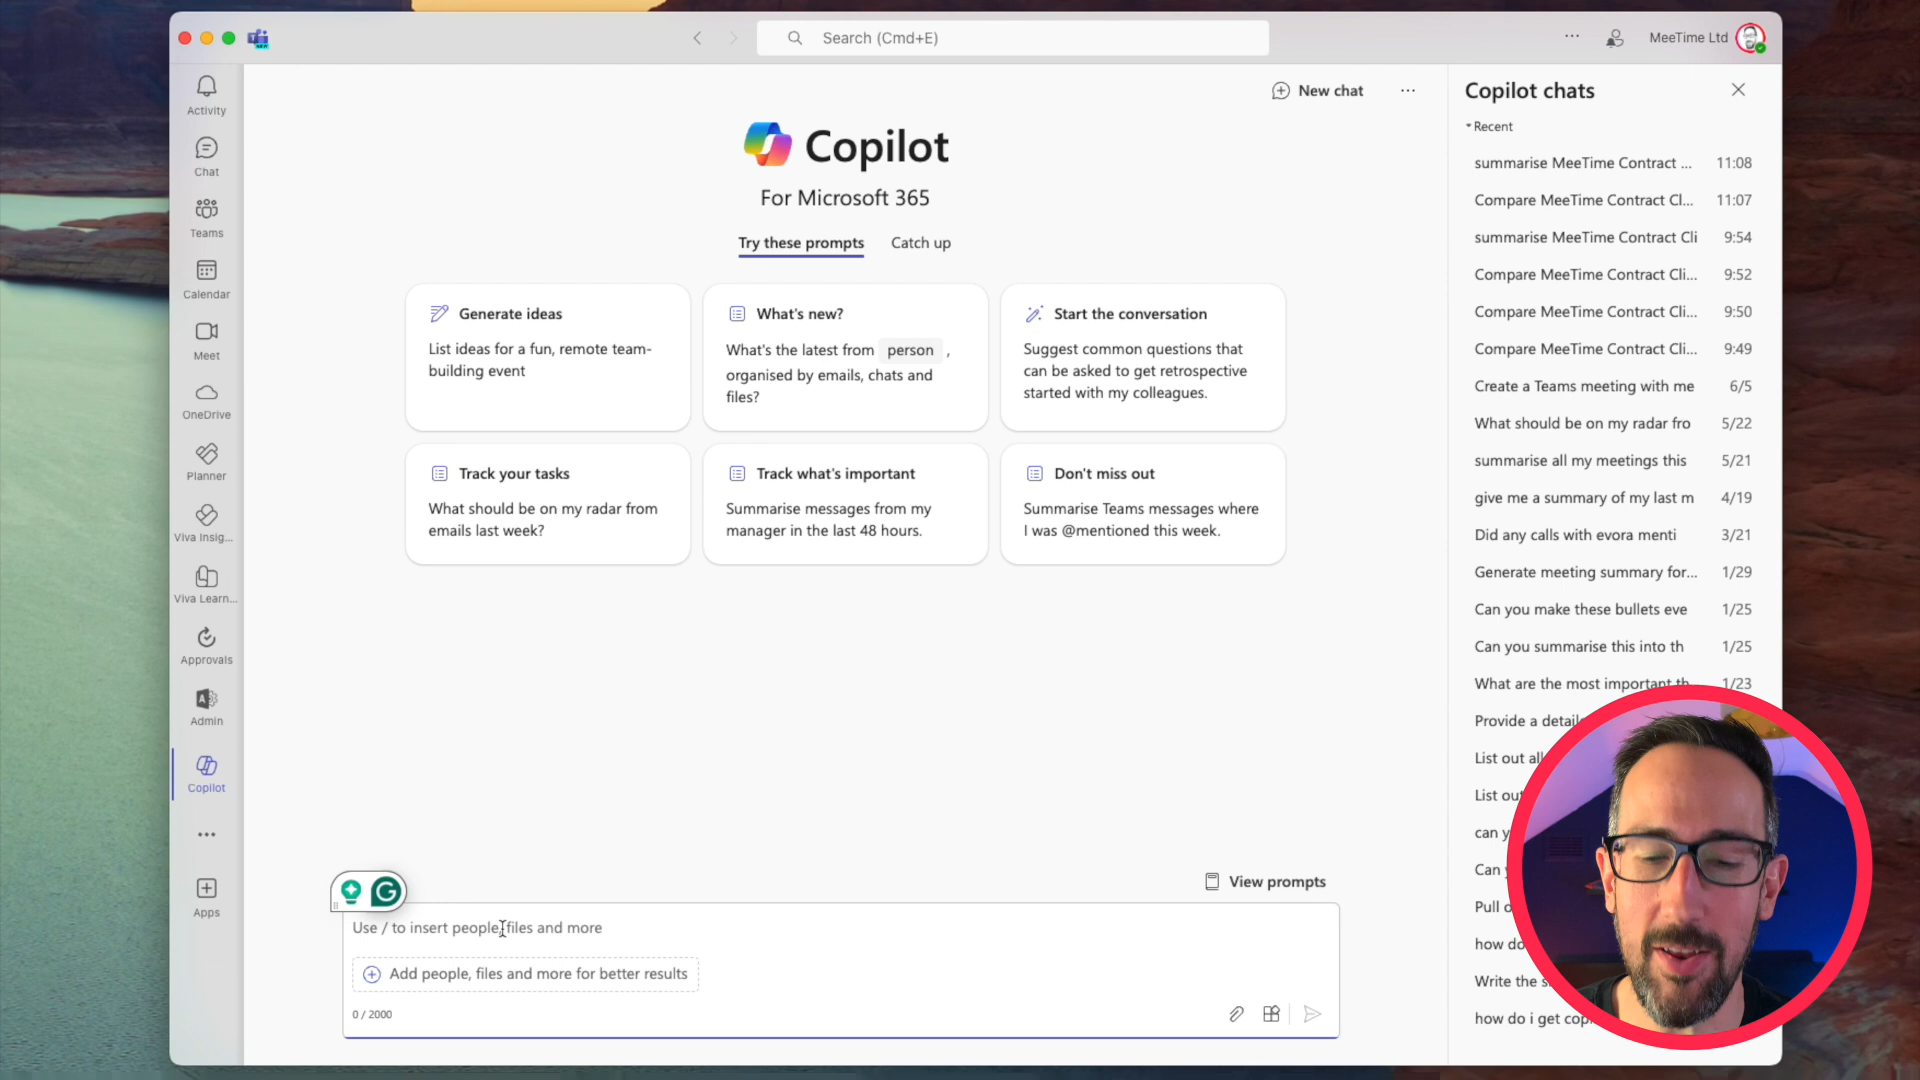 Search (Cmd+E)
MeeTime Ltd
NEW
Activity
Chat
Teams
Calendar
Meet
OneDrive
Planner
Viva Insig...
Viva Learn...
Approvals
Admin
Copilot
Apps
New chat
Copilot
For Microsoft 365
Try these prompts
Catch up
Generate ideas
List ideas for a fun, remote team-
building event
What's new?
What's the latest from person ,
organised by emails, chats and
files?
Start the conversation
Suggest common questions that
can be asked to get retrospective
started with my colleagues.
Track your tasks
What should be on my radar from
emails last week?
Track what's important
Summarise messages from my
manager in the last 48 hours.
Don't miss out
Summarise Teams messages where
I was @mentioned this week.
View prompts
Use / to insert people, files and more
Add people, files and more for better results
0 / 2000
Copilot chats
Recent
summarise MeeTime Contract ... 11:08
Compare MeeTime Contract Cl... 11:07
summarise MeeTime Contract Cli 9:54
Compare MeeTime Contract Cli... 9:52
Compare MeeTime Contract Cli... 9:50
Compare MeeTime Contract Cli... 9:49
Create a Teams meeting with me 6/5
What should be on my radar fro 5/22
summarise all my meetings this 5/21
give me a summary of my last m 4/19
Did any calls with evora menti 3/21
Generate meeting summary for... 1/29
Can you make these bullets eve 1/25
Can you summarise this into th 1/25
What are the most important th 1/23
Provide a detail
List out all
List out
can y
Can
Pull o
how do
Write the s
how do i get cop